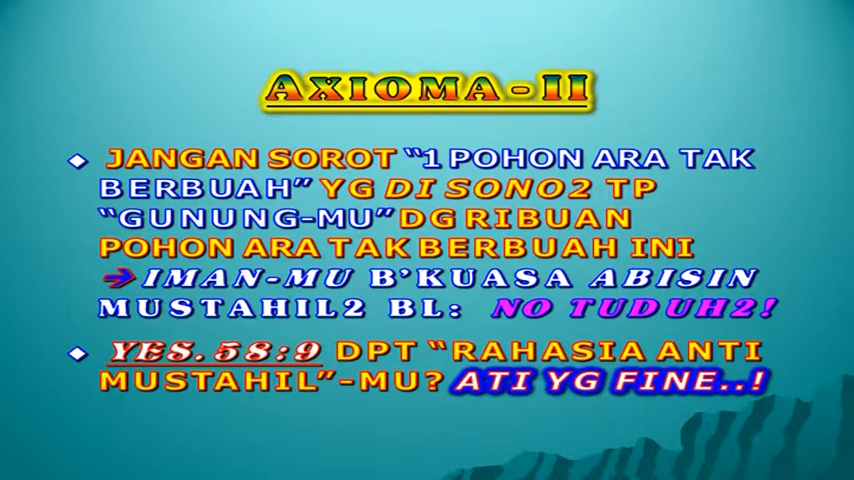 AXIOMA-II
JANGAN SOROT “1 POHON ARA TAK
BERBUAH” YG DI SONO2 TP
“GUNUNG-MU” DG RIBUAN
POHON ARA TAK BERBUAH INI
→ IMAN-MU B’KUASA ABISIN
MUSTAHIL2 BL: NO TUDUH2!
YES. 58:9 DPT “RAHASIA ANTI
MUSTAHIL”-MU? ATI YG FINE..!